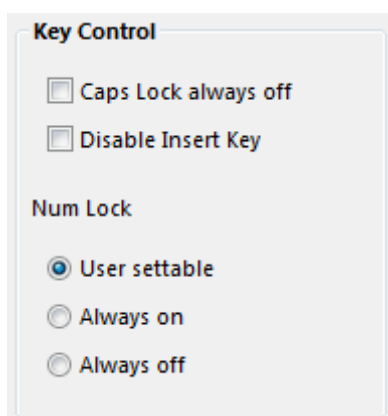 Key Control
Caps Lock always off
Disable Insert Key
Num Lock
User settable
Always on
Always off